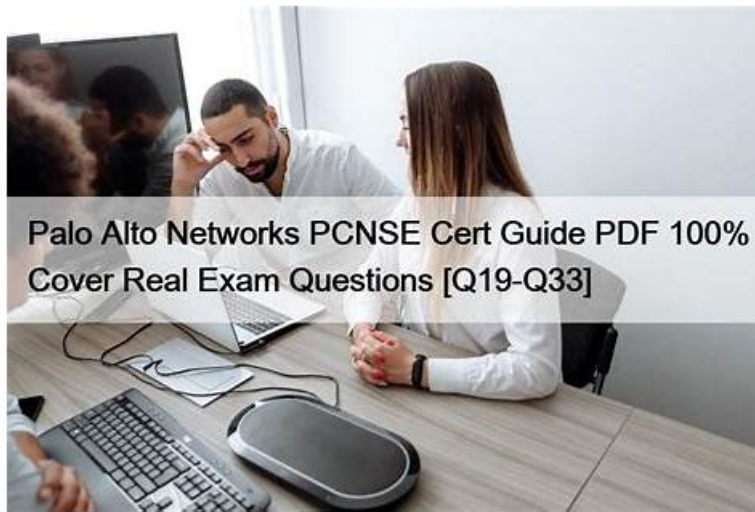 Palo Alto Networks PCNSE Cert Guide PDF 100%
Cover Real Exam Questions [Q19-Q33]